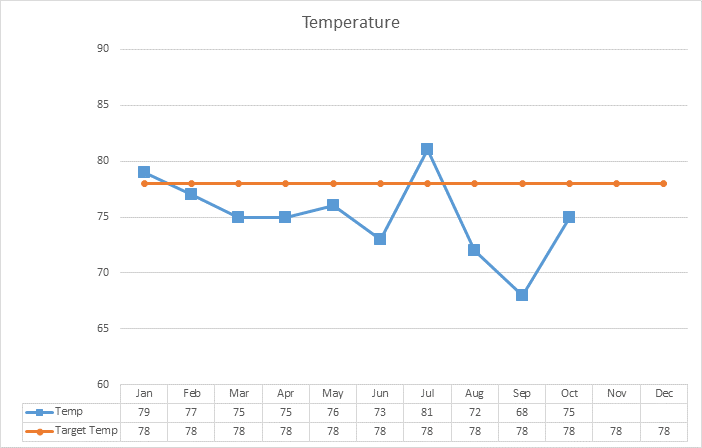 Temperature
90
85
80
75
70
65
60
Jan Feb Mar Apr May Jun Jul Aug Sep Oct Nov Dec
Temp 79 77 75 75 76 73 81 72 68 75
Target Temp 78 78 78 78 78 78 78 78 78 78 78 78